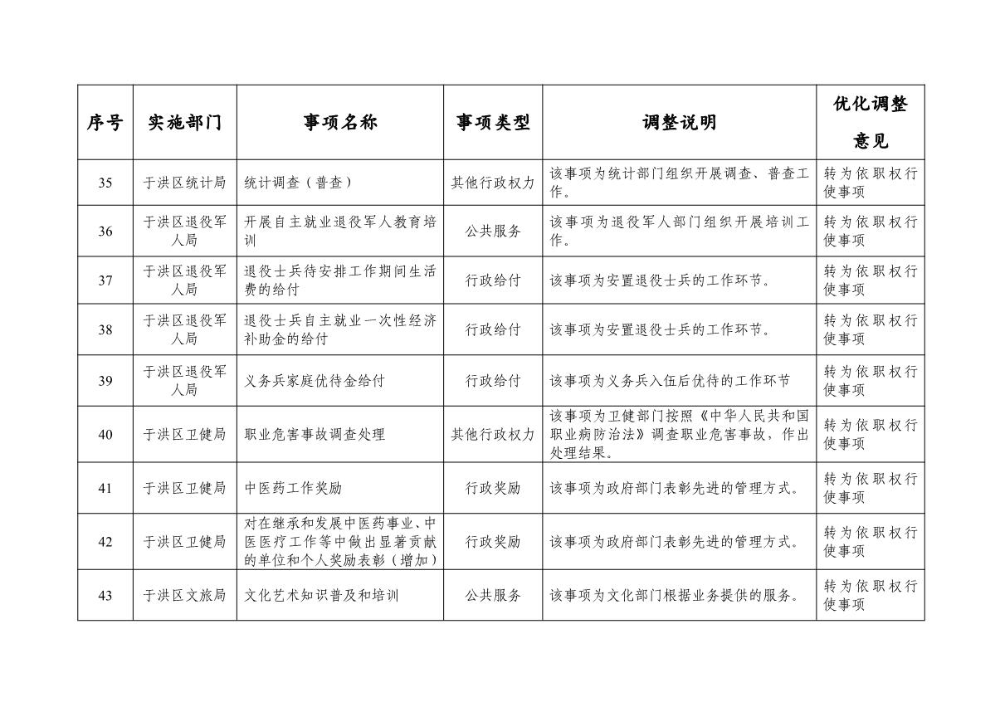 序号 实施部门 事项名称 事项类型 调整说明 优化调整
意见
35 于洪区统计局 统计调查（普查） 其他行政权力 该事项为统计部门组织开展调查、普查工
作。 转为依职权行
使事项
36 于洪区退役军
人局 开展自主就业退役军人教育培
训 公共服务 该事项为退役军人部门组织开展培训工
作。 转为依职权行
使事项
37 于洪区退役军
人局 退役士兵待安排工作期间生活
费的给付 行政给付 该事项为安置退役士兵的工作环节。 转为依职权行
使事项
38 于洪区退役军
人局 退役士兵自主就业一次性经济
补助金的给付 行政给付 该事项为安置退役士兵的工作环节。 转为依职权行
使事项
39 于洪区退役军
人局 义务兵家庭优待金给付 行政给付 该事项为义务兵入伍后优待的工作环节 转为依职权行
使事项
40 于洪区卫健局 职业危害事故调查处理 其他行政权力 该事项为卫健部门按照《中华人民共和国
职业病防治法》调查职业危害事故，作出
处理结果。 转为依职权行
使事项
41 于洪区卫健局 中医药工作奖励 行政奖励 该事项为政府部门表彰先进的管理方式。 转为依职权行
使事项
42 于洪区卫健局 对在继承和发展中医药事业、中
医医疗工作等中做出显著贡献
的单位和个人奖励表彰（增加） 行政奖励 该事项为政府部门表彰先进的管理方式。 转为依职权行
使事项
43 于洪区文旅局 文化艺术知识普及和培训 公共服务 该事项为文化部门根据业务提供的服务。 转为依职权行
使事项